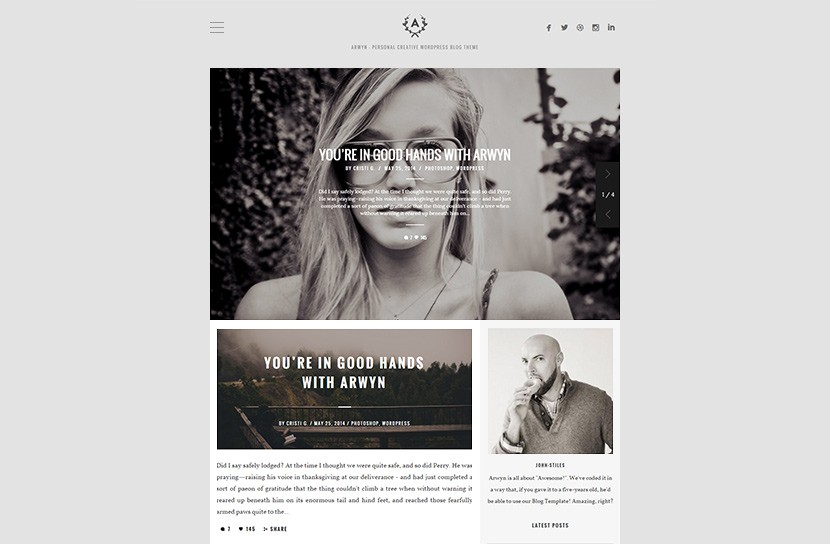 A
ARWYN - PERSONAL CREATIVE WORDPRESS BLOG THEME
YOU'RE IN GOOD HANDS WITH ARWYN
BY CRISTI G. / MAY 25, 2014 / PHOTOSHOP, WORDPRESS
Did I say safely lodged? At the time I thought we were quite safe, and so did Perry.
He was praying--raising his voice in thanksgiving at our deliverance - and had just
completed a sort of paeon of gratitude that the thing couldn't climb a tree when
without warning it reared up beneath him on...
7 145
1 / 4
YOU'RE IN GOOD HANDS
WITH ARWYN
BY CRISTI G. / MAY 25, 2014 / PHOTOSHOP, WORDPRESS
Did I say safely lodged? At the time I thought we were quite safe, and so did Perry. He was
praying—raising his voice in thanksgiving at our deliverance - and had just completed a
sort of paeon of gratitude that the thing couldn't climb a tree when without warning it
reared up beneath him on its enormous tail and hind feet, and reached those fearfully
armed paws quite to the...
7 145 SHARE
JOHN-STILES
Arwyn is all about "Awesome!". We've coded it in
a way that, if you gave it to a five-years old, he'd
be able to use our Blog Template! Amazing, right?
LATEST POSTS